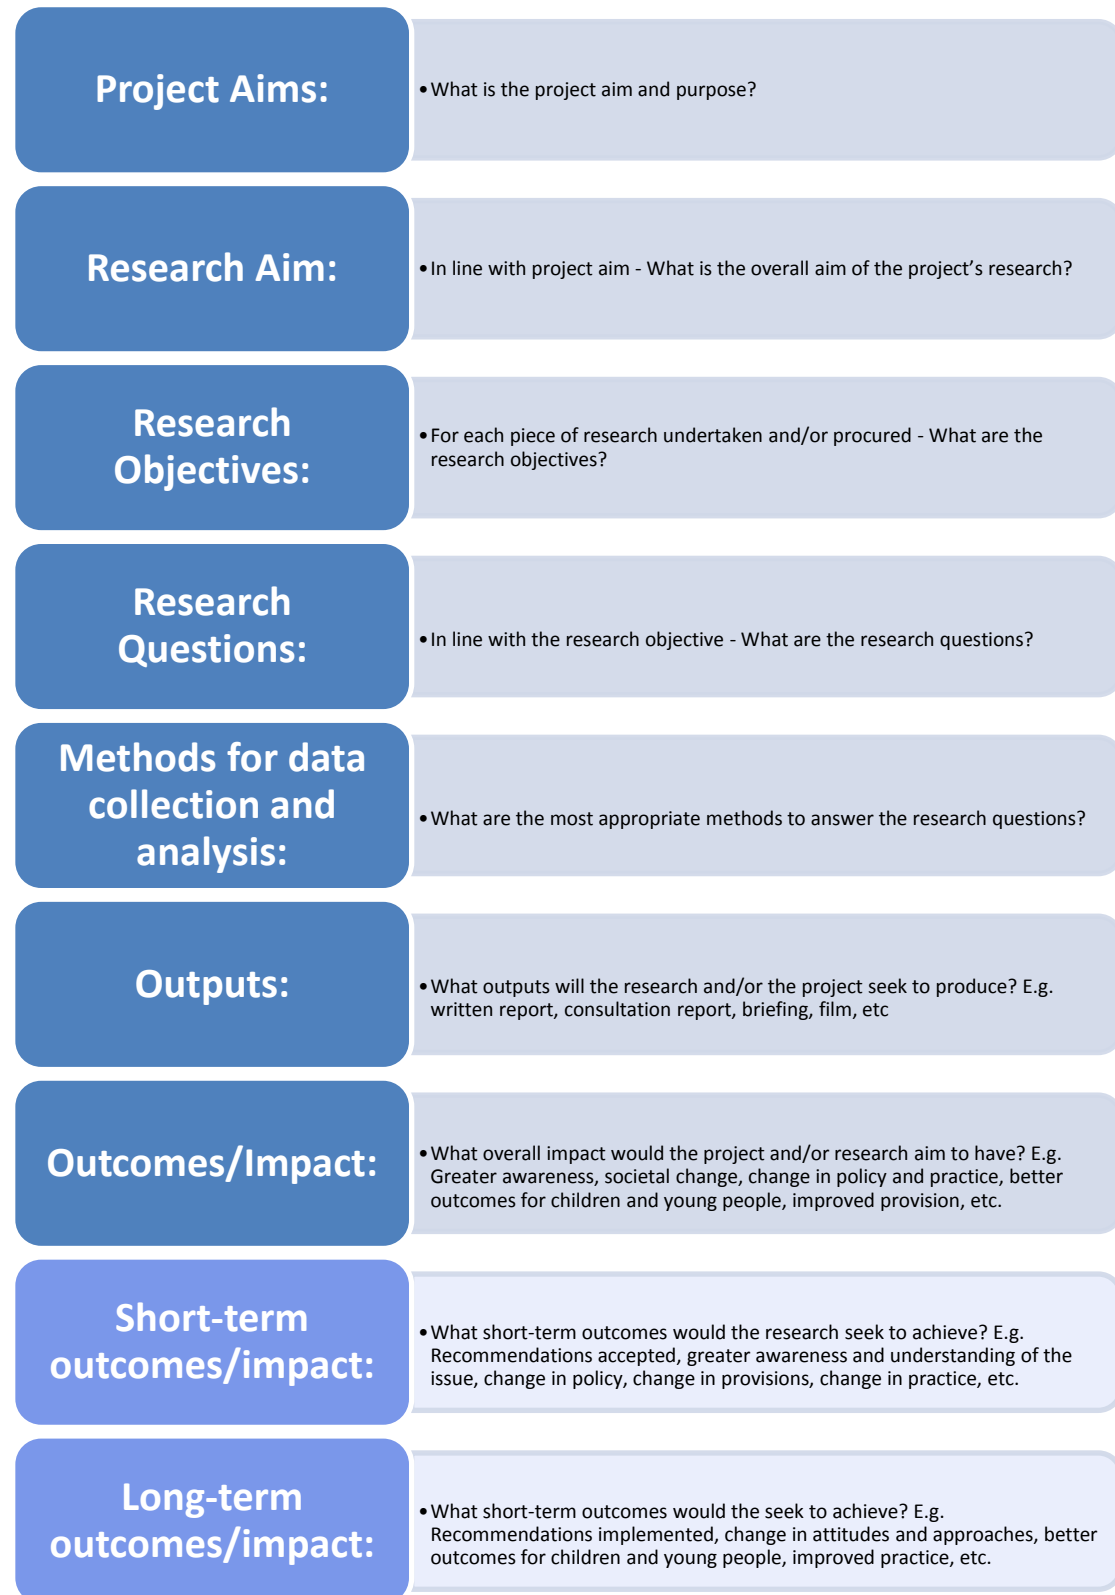 Project Aims:
•What is the project aim and purpose?
Research Aim:
•In line with project aim - What is the overall aim of the project's research?
Research
Objectives:
•For each piece of research undertaken and/or procured - What are the
research objectives?
Research
Questions:
•In line with the research objective - What are the research questions?
Methods for data
collection and
analysis:
•What are the most appropriate methods to answer the research questions?
Outputs:
•What outputs will the research and/or the project seek to produce? E.g.
written report, consultation report, briefing, film, etc
Outcomes/Impact:
•What overall impact would the project and/or research aim to have? E.g.
Greater awareness, societal change, change in policy and practice, better
outcomes for children and young people, improved provision, etc.
Short-term
outcomes/impact:
•What short-term outcomes would the research seek to achieve? E.g.
Recommendations accepted, greater awareness and understanding of the
issue, change in policy, change in provisions, change in practice, etc.
Long-term
outcomes/impact:
•What short-term outcomes would the seek to achieve? E.g.
Recommendations implemented, change in attitudes and approaches, better
outcomes for children and young people, improved practice, etc.